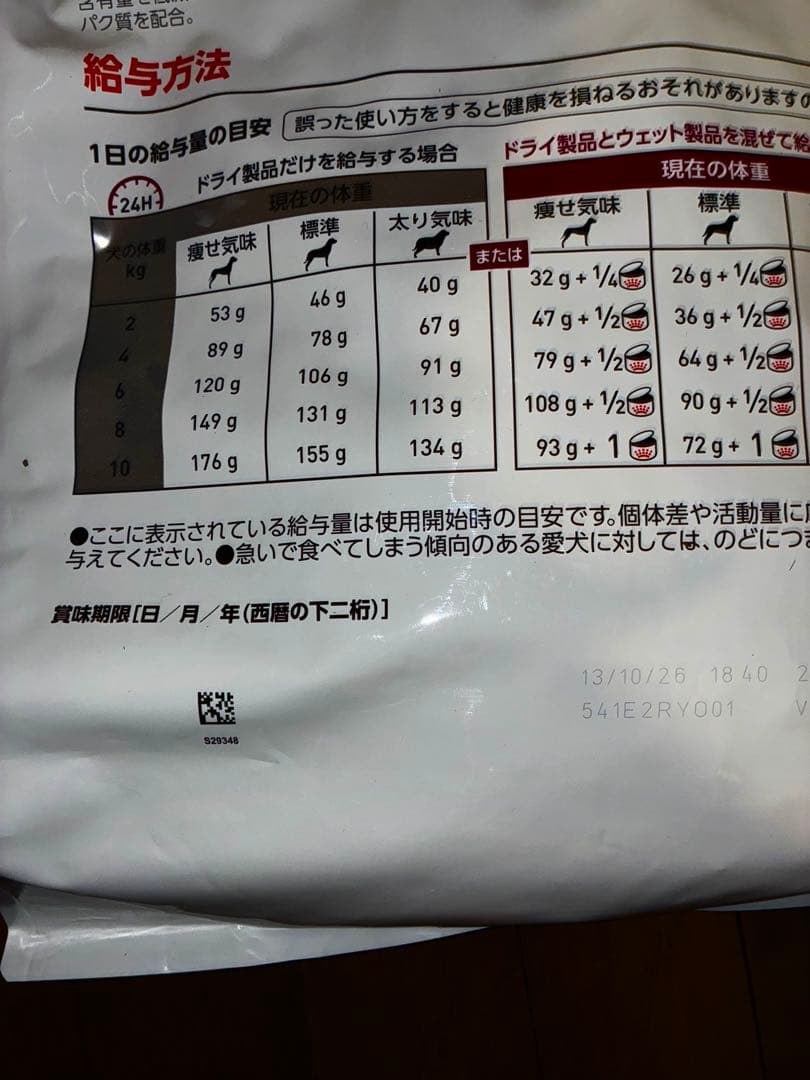 パク質を配合。
給与方法
1日の給与量の目安 誤った使い方をすると健康を損ねるおそれがありますの
24H
ドライ製品だけを給与する場合
現在の体重
犬の体重 kg 痩せ気味 標準 太り気味
2 53 g 46 g 40 g
4 89 g 78 g 67 g
6 120 g 106 g 91 g
8 149 g 131 g 113 g
10 176 g 155 g 134 g
または
ドライ製品とウェット製品を混ぜて給
現在の体重
痩せ気味 標準
32 g + 1/4 26 g + 1/4
47 g + 1/2 36 g + 1/2
79 g + 1/2 64 g + 1/2
108 g + 1/2 90 g + 1/2
93 g + 1 72 g + 1
●ここに表示されている給与量は使用開始時の目安です。個体差や活動量に
与えてください。●急いで食べてしまう傾向のある愛犬に対しては、のどにつま
賞味期限[日/月/年(西暦の下二桁)]
13/10/26 18 40 2
541E2RYO01 V
S29348